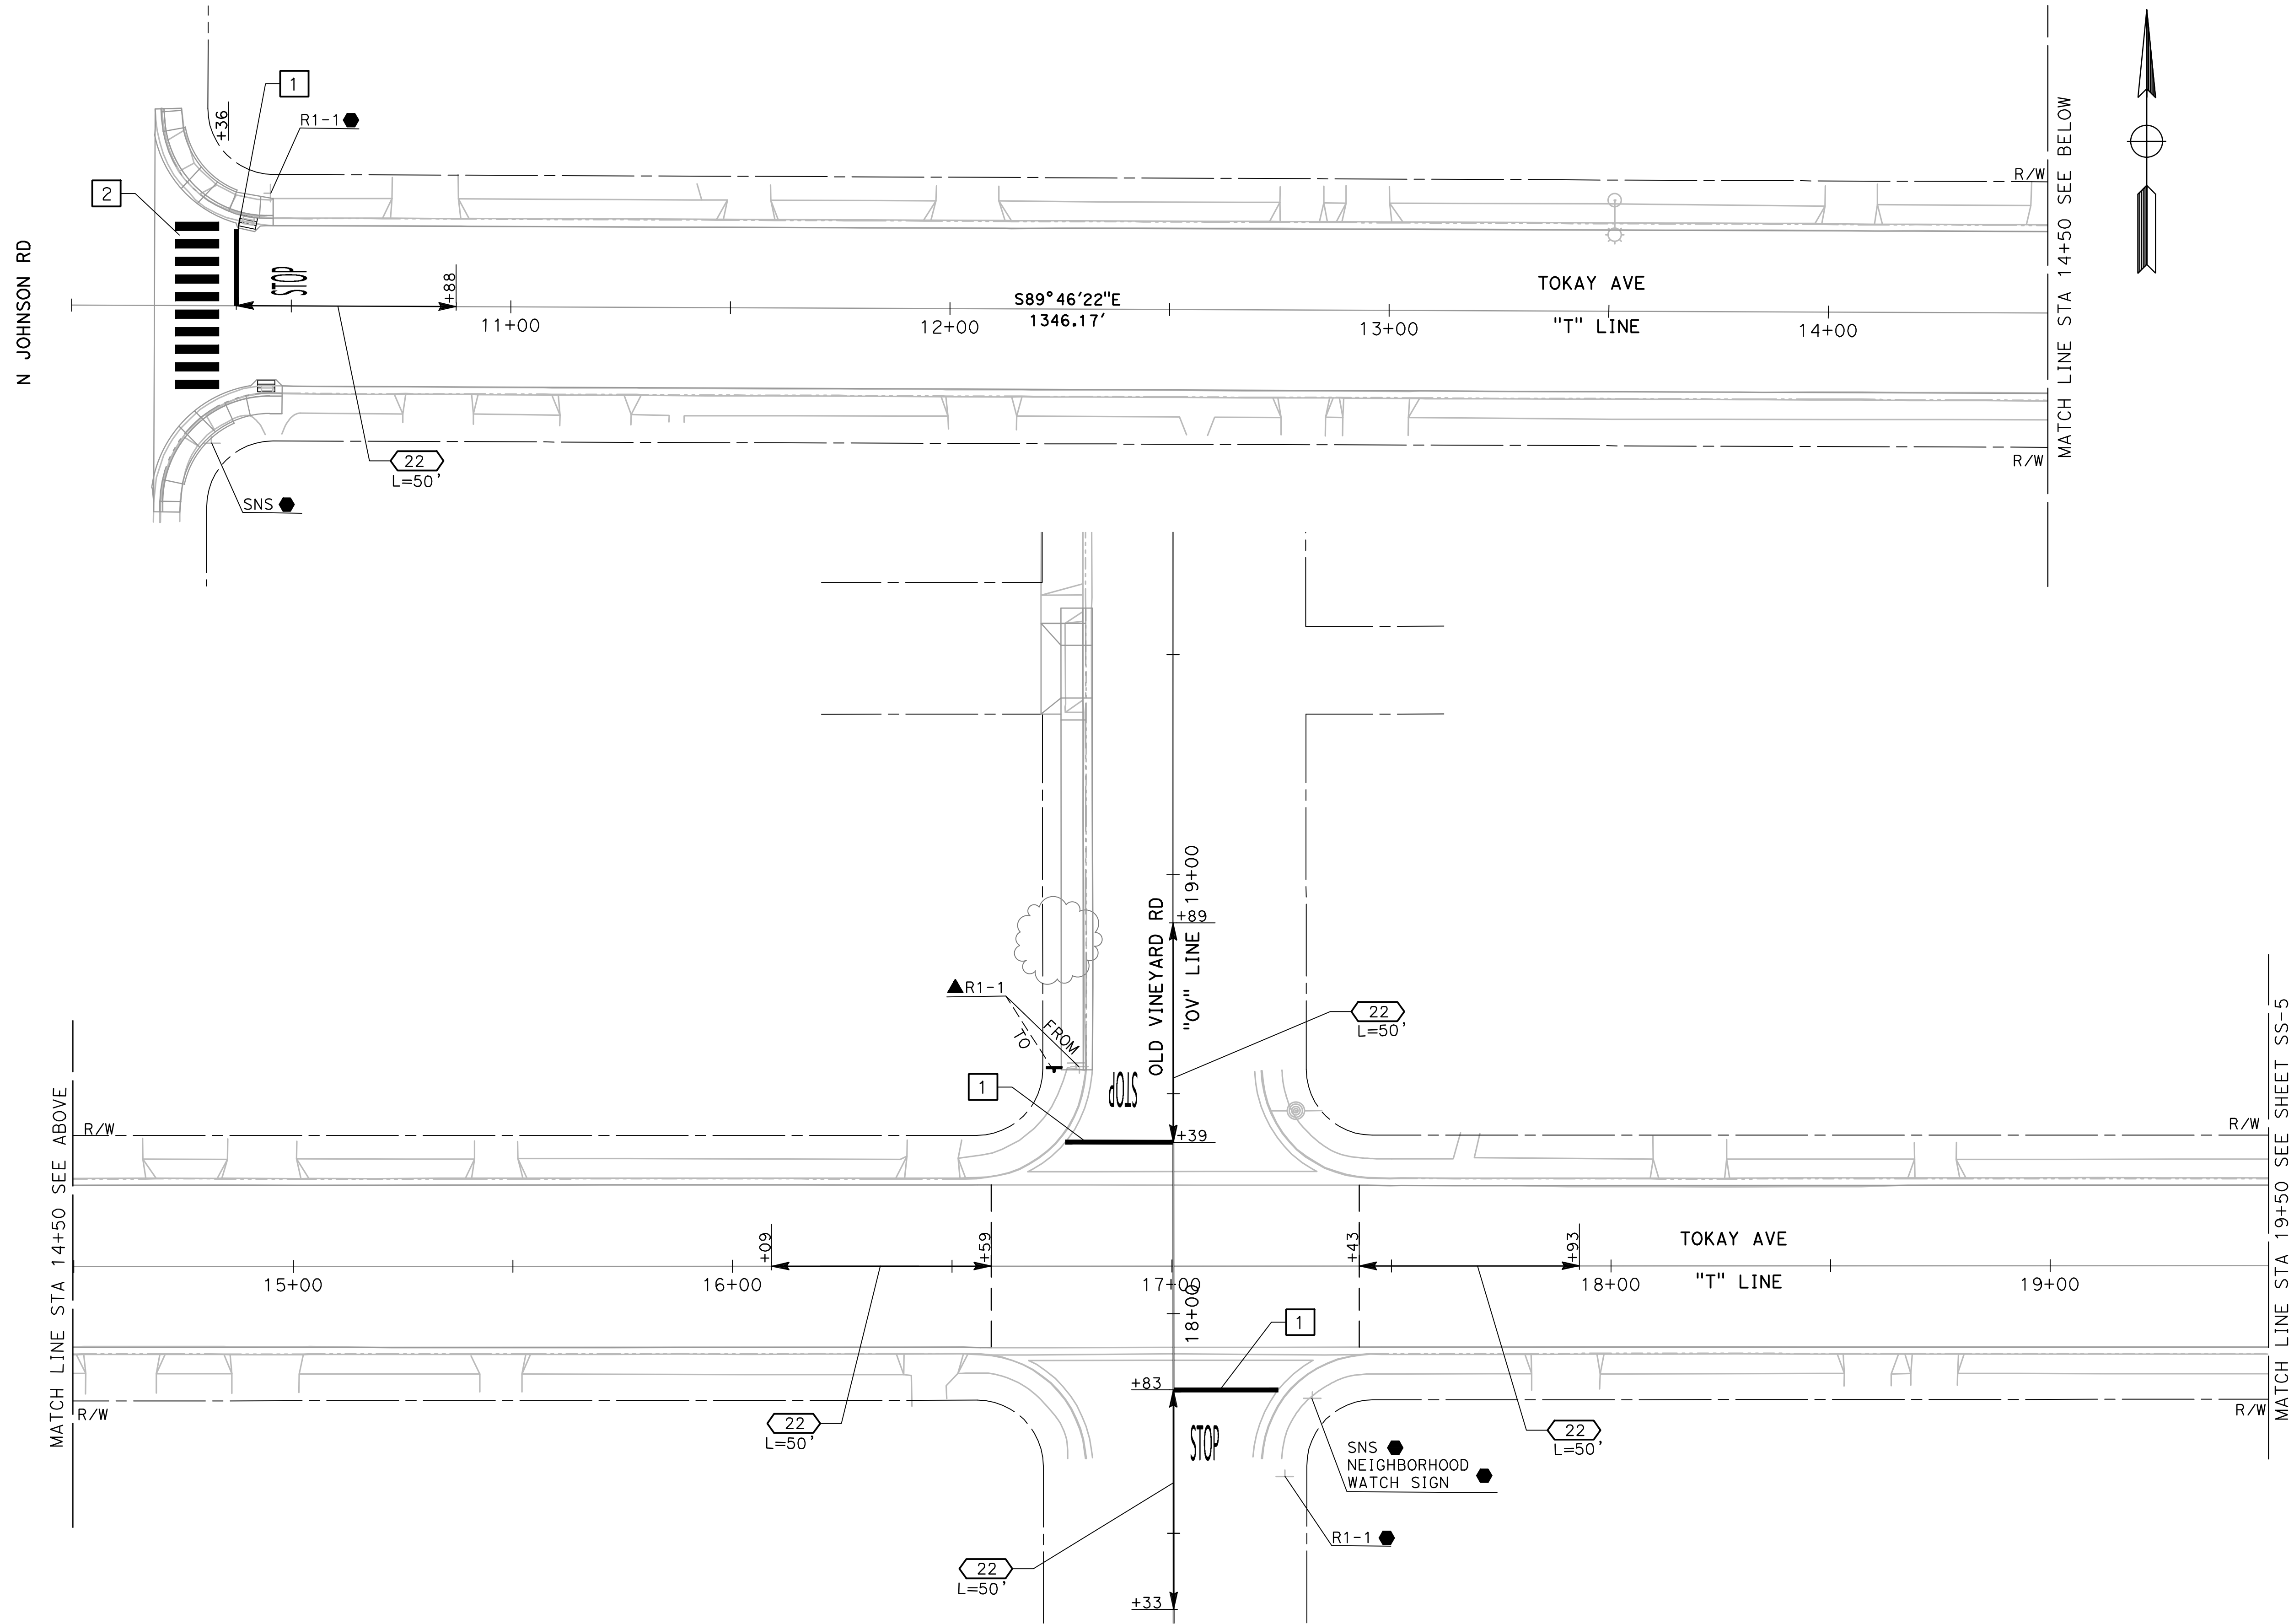 1
+36
R1-1
2
N JOHNSON RD
STOP
+88
11+00
12+00
S89°46'22"E
1346.17'
13+00
TOKAY AVE
"T" LINE
14+00
R/W
R/W
MATCH LINE STA 14+50 SEE BELOW
22
L=50'
SNS
OLD VINEYARD RD
"OV" LINE
19+00
+89
R1-1
TO
FROM
22
L=50'
1
STOP
+39
MATCH LINE STA 14+50 SEE ABOVE
R/W
R/W
+09
+59
+43
+93
15+00
16+00
17+00
18+00
18+00
TOKAY AVE
"T" LINE
19+00
R/W
R/W
MATCH LINE STA 19+50 SEE SHEET SS-5
1
+83
STOP
22
L=50'
22
L=50'
SNS
NEIGHBORHOOD
WATCH SIGN
R1-1
22
L=50'
+33